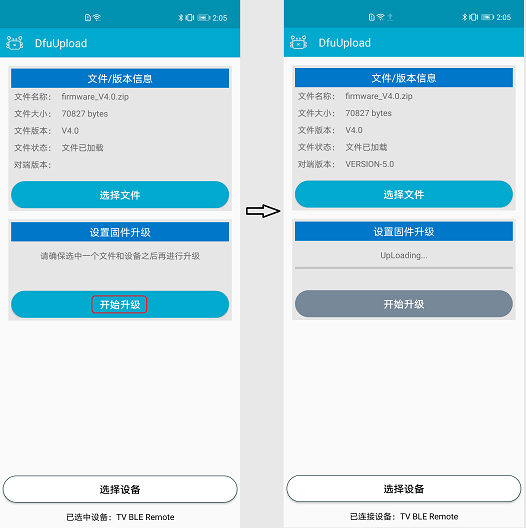 2:05
DfuUpload
文件/版本信息
文件名称： firmware_V4.0.zip
文件大小： 70827 bytes
文件版本： V4.0
文件状态： 文件已加载
对端版本：
选择文件
设置固件升级
请确保选中一个文件和设备之后再进行升级
开始升级
选择设备
已选中设备：TV BLE Remote
2:05
DfuUpload
文件/版本信息
文件名称： firmware_V4.0.zip
文件大小： 70827 bytes
文件版本： V4.0
文件状态： 文件已加载
对端版本： VERSION-5.0
选择文件
设置固件升级
UpLoading...
开始升级
选择设备
已连接设备：TV BLE Remote